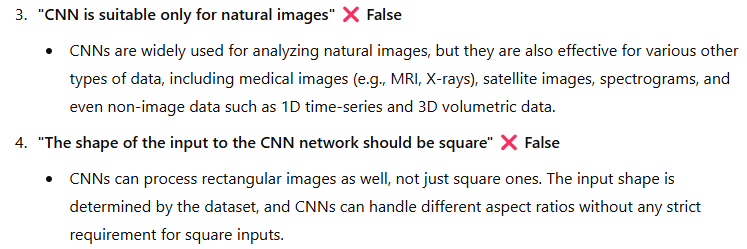 3. "CNN is suitable only for natural images" ❌ False
• CNNs are widely used for analyzing natural images, but they are also effective for various other
types of data, including medical images (e.g., MRI, X-rays), satellite images, spectrograms, and
even non-image data such as 1D time-series and 3D volumetric data.
4. "The shape of the input to the CNN network should be square" ❌ False
• CNNs can process rectangular images as well, not just square ones. The input shape is
determined by the dataset, and CNNs can handle different aspect ratios without any strict
requirement for square inputs.